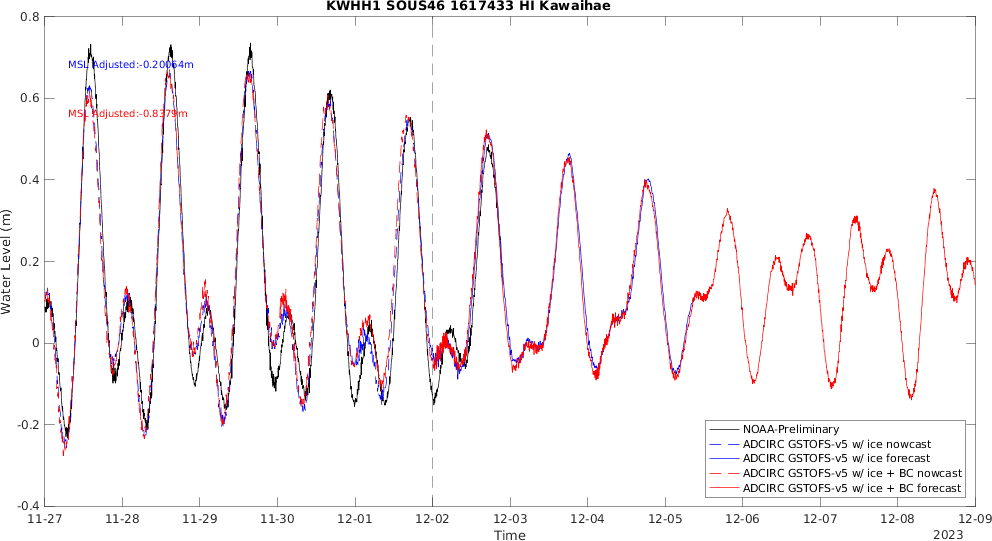 KWHH1 SOUS46 1617433 HI Kawaihae
0.8
0.6
0.4
0.2
0
-0.2
-0.4
Water Level (m)
MSL Adjusted:-0.20064m
MSL Adjusted:-0.8379m
NOAA-Preliminary
ADCIRC GSTOFS-v5 w/ ice nowcast
ADCIRC GSTOFS-v5 w/ ice forecast
ADCIRC GSTOFS-v5 w/ ice + BC nowcast
ADCIRC GSTOFS-v5 w/ ice + BC forecast
11-27 11-28 11-29 11-30 12-01 12-02 12-03 12-04 12-05 12-06 12-07 12-08 12-09
Time
2023